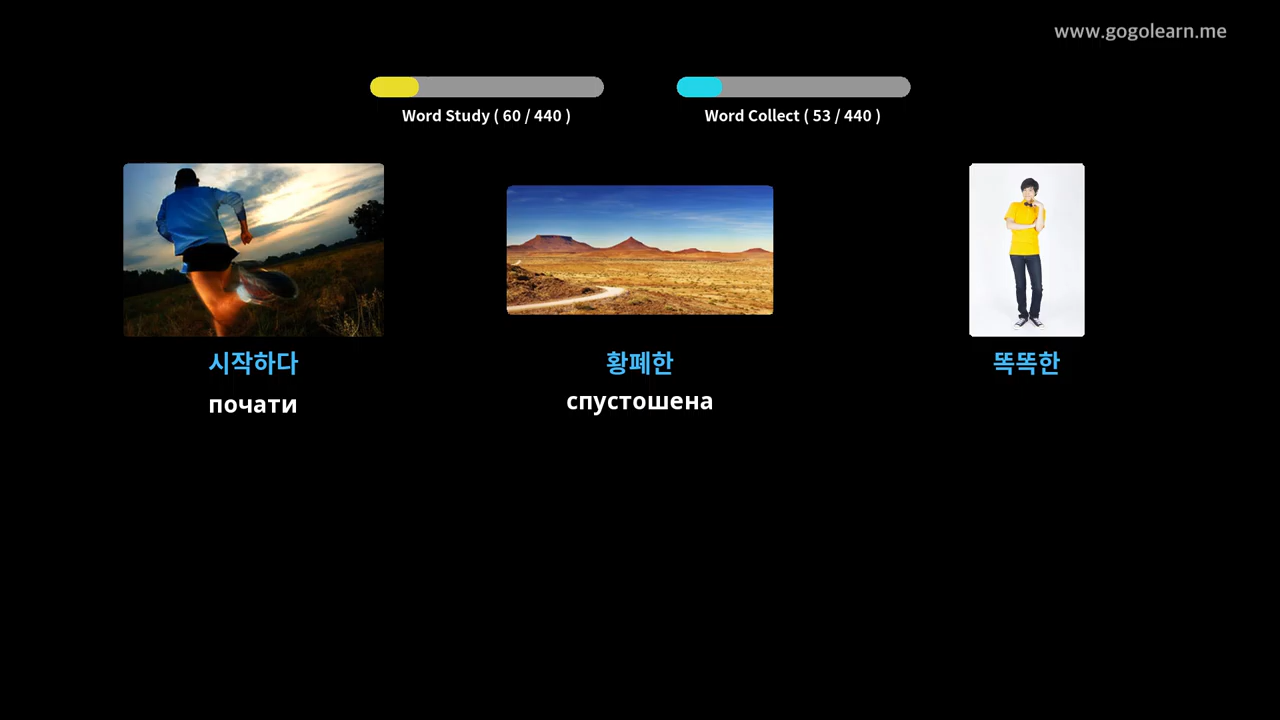 www.gogolearn.me
Word Study ( 60 / 440 )
Word Collect ( 53 / 440 )
시작하다
황폐한
똑똑한
почати
спустошена